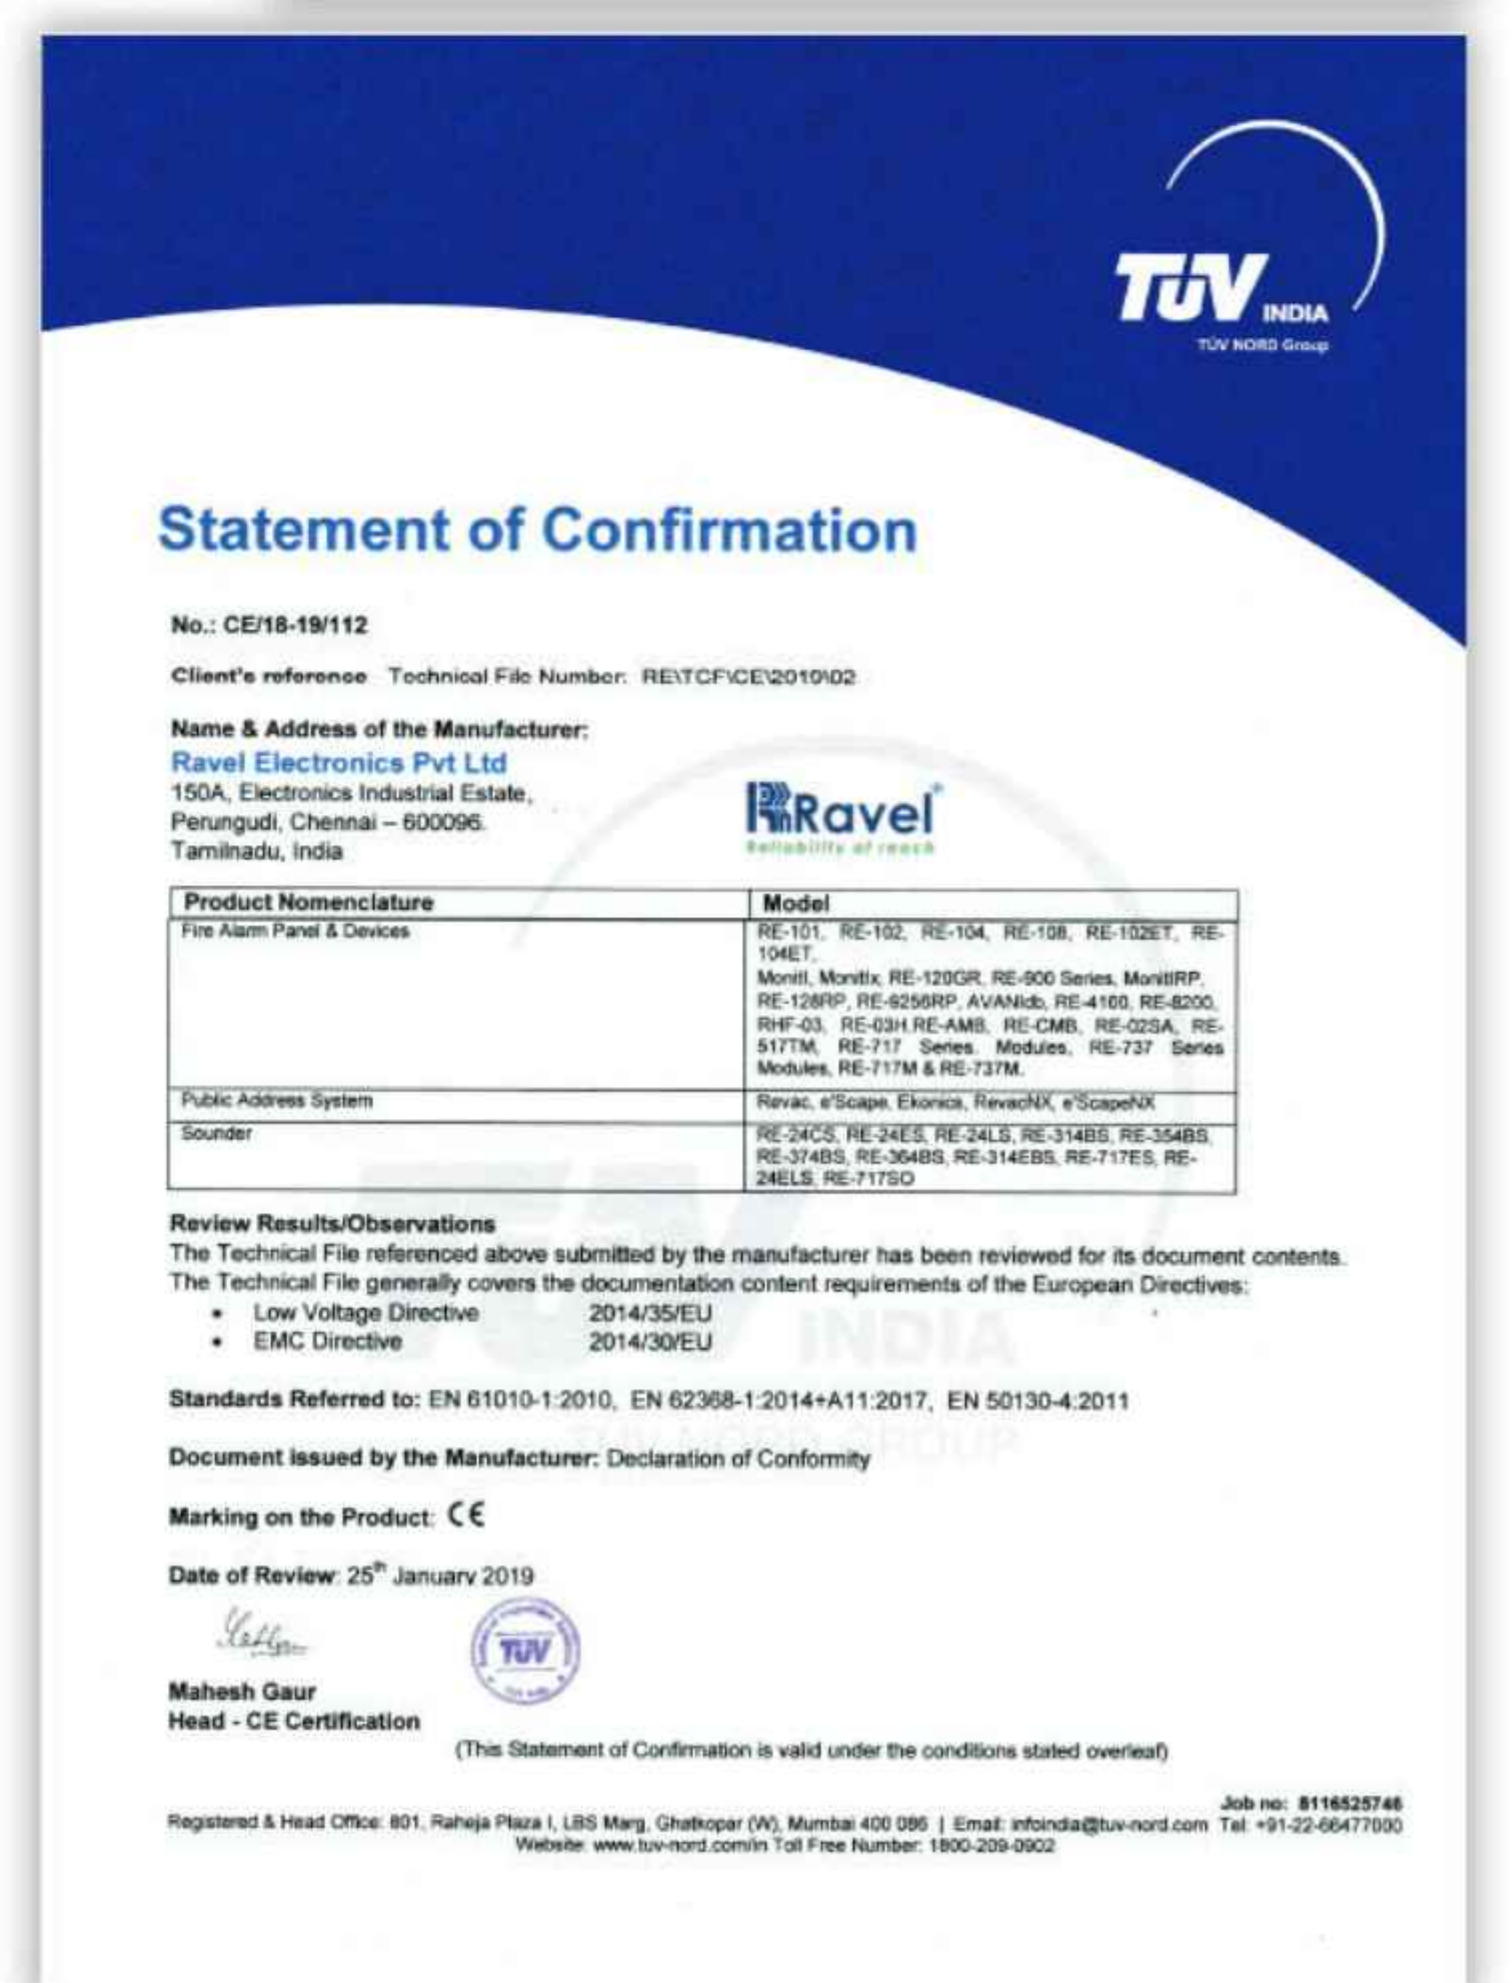 TÜV
INDIA
TÜV NORD Group
Statement of Confirmation
No.: CE/18-19/112
Client's reference Technical File Number: RE\TCF\CE\2010\02
Name & Address of the Manufacturer:
Ravel Electronics Pvt Ltd
150A, Electronics Industrial Estate,
Perungudi, Chennai – 600096.
Tamilnadu, India
Ravel
Reliability at reach
Product Nomenclature Model
Fire Alarm Panel & Devices RE-101, RE-102, RE-104, RE-108, RE-102ET, RE-
104ET,
MonitI, MonitIx, RE-120GR, RE-900 Series, MonitIRP,
RE-128RP, RE-9256RP, RE-4100, RE-8200,
RHF-03, RE-03H,RE-AMB, RE-CMB, RE-02SA, RE-
517TM, RE-717 Series. Modules, RE-737 Series
Modules, RE-717M & RE-737M.
Public Address System Revac, e'Scape, Ekonica, RevacNX, e'ScapeNX
Sounder RE-24CS, RE-24ES, RE-24LS, RE-314BS, RE-354BS,
RE-374BS, RE-364BS, RE-314EBS, RE-717ES, RE-
24ELS, RE-717SO
Review Results/Observations
The Technical File referenced above submitted by the manufacturer has been reviewed for its document contents.
The Technical File generally covers the documentation content requirements of the European Directives:
• Low Voltage Directive 2014/35/EU
• EMC Directive 2014/30/EU
INDIA
Standards Referred to: EN 61010-1:2010, EN 62368-1:2014+A11:2017, EN 50130-4:2011
TÜV NORD GROUP
Document issued by the Manufacturer: Declaration of Conformity
Marking on the Product: CE
Date of Review: 25th January 2019
TÜV
Mahesh Gaur
Head - CE Certification
(This Statement of Confirmation is valid under the conditions stated overleaf)
Job no: 8116525746
Registered & Head Office: 801, Raheja Plaza I, LBS Marg, Ghatkopar (W), Mumbai 400 086 | Email: infoindia@tuv-nord.com Tel: +91-22-66477000
Website: www.tuv-nord.com/in Toll Free Number: 1800-209-0902